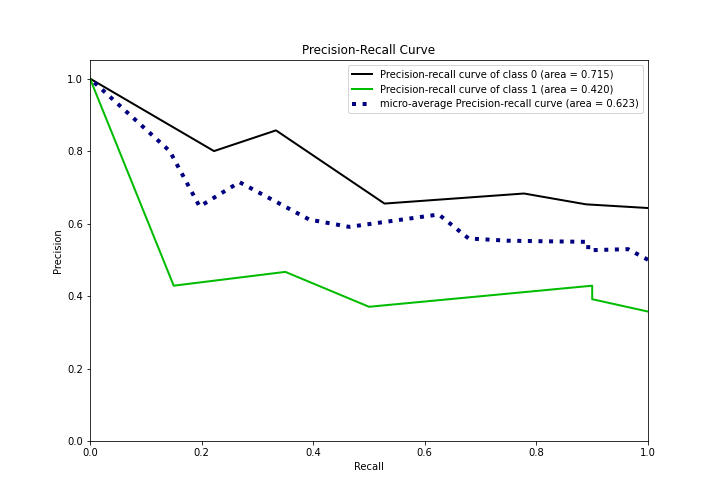 Precision-Recall Curve
Precision-recall curve of class 0 (area = 0.715)
Precision-recall curve of class 1 (area = 0.420)
micro-average Precision-recall curve (area = 0.623)
Precision
1.0
0.8
0.6
0.4
0.2
0.0
0.0 0.2 0.4 0.6 0.8 1.0
Recall